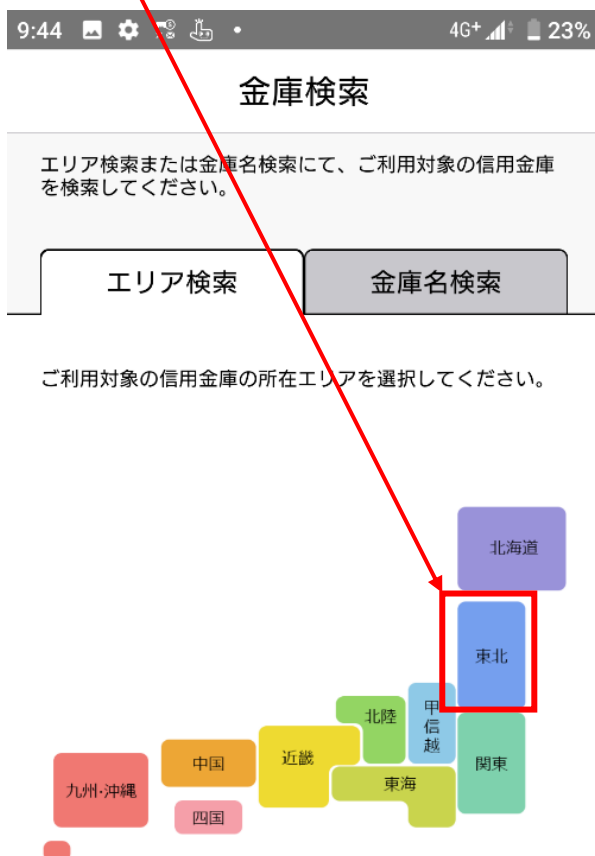 9:44
4G+
23%
金庫検索
エリア検索または金庫名検索にて、ご利用対象の信用金庫
を検索してください。
エリア検索
金庫名検索
ご利用対象の信用金庫の所在エリアを選択してください。
北海道
東北
北陸
甲信越
関東
近畿
東海
中国
四国
九州・沖縄